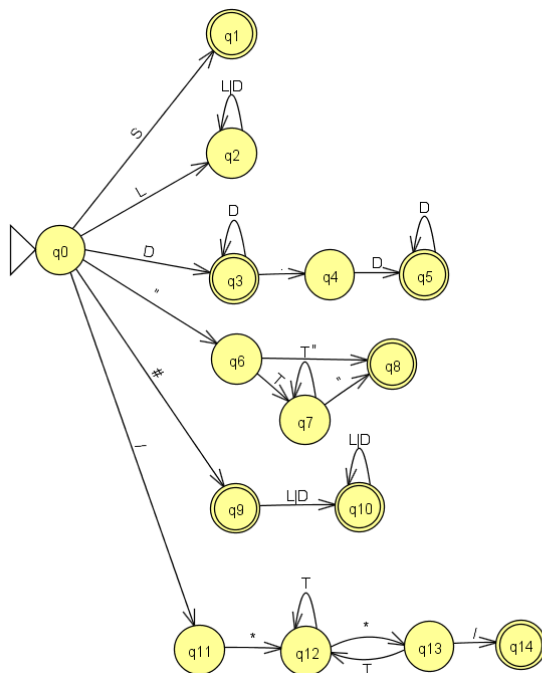 q1
L|D
S
q2
L
q0
D
D
D
q3
.
q4
D
q5
"
q6
T
"
q8
T
"
q7
#
L|D
/
q9
L|D
q10
T
q11
*
q12
*
T
q13
/
q14